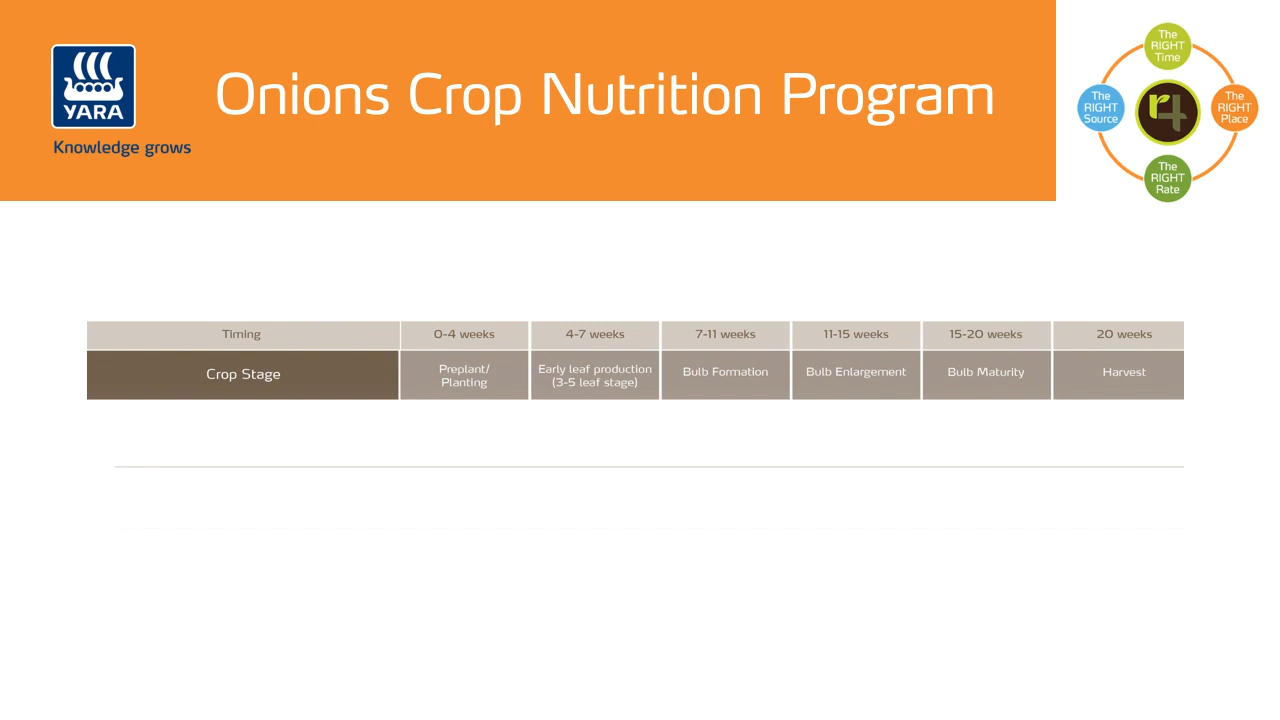 YARA
Knowledge grows
Onions Crop Nutrition Program
The
RIGHT
Time
The
RIGHT
Source
r4
The
RIGHT
Place
The
RIGHT
Rate
Timing
0-4 weeks
4-7 weeks
7-11 weeks
11-15 weeks
15-20 weeks
20 weeks
Crop Stage
Preplant/
Planting
Early leaf production
(3-5 leaf stage)
Bulb Formation
Bulb Enlargement
Bulb Maturity
Harvest